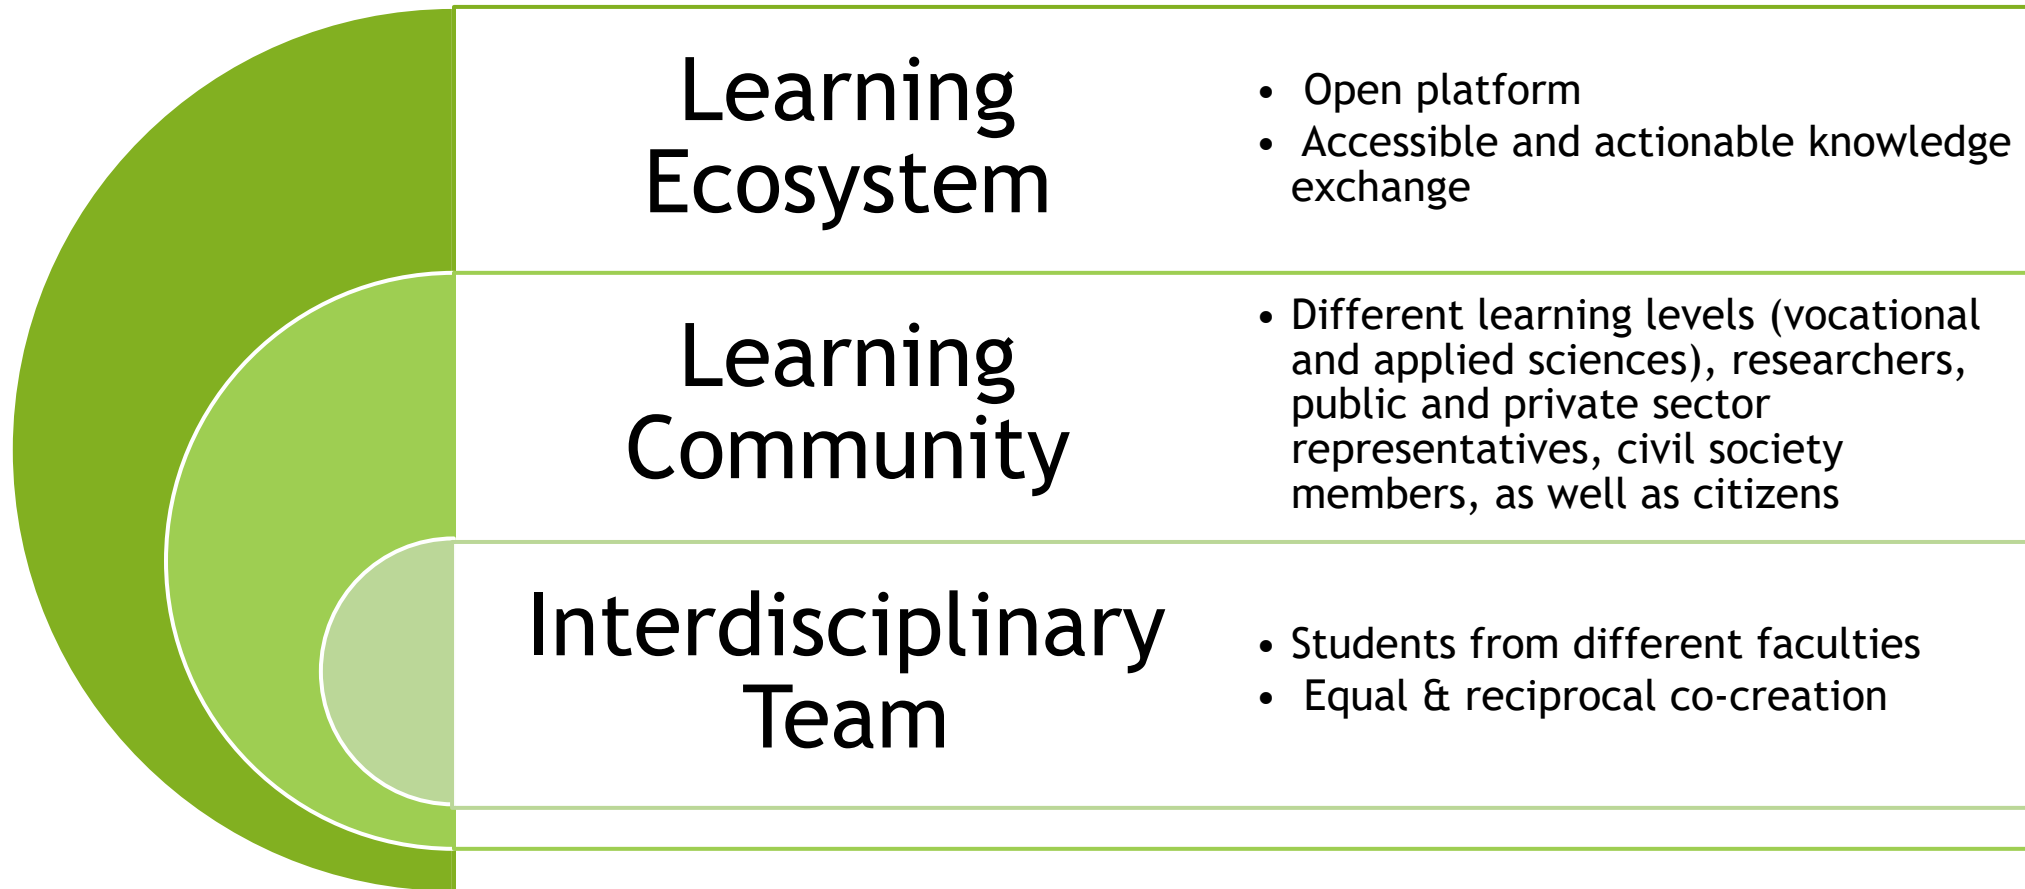 Learning
Ecosystem
• Open platform
• Accessible and actionable knowledge
exchange
Learning
Community
• Different learning levels (vocational
and applied sciences), researchers,
public and private sector
representatives, civil society
members, as well as citizens
Interdisciplinary
Team
• Students from different faculties
• Equal & reciprocal co-creation